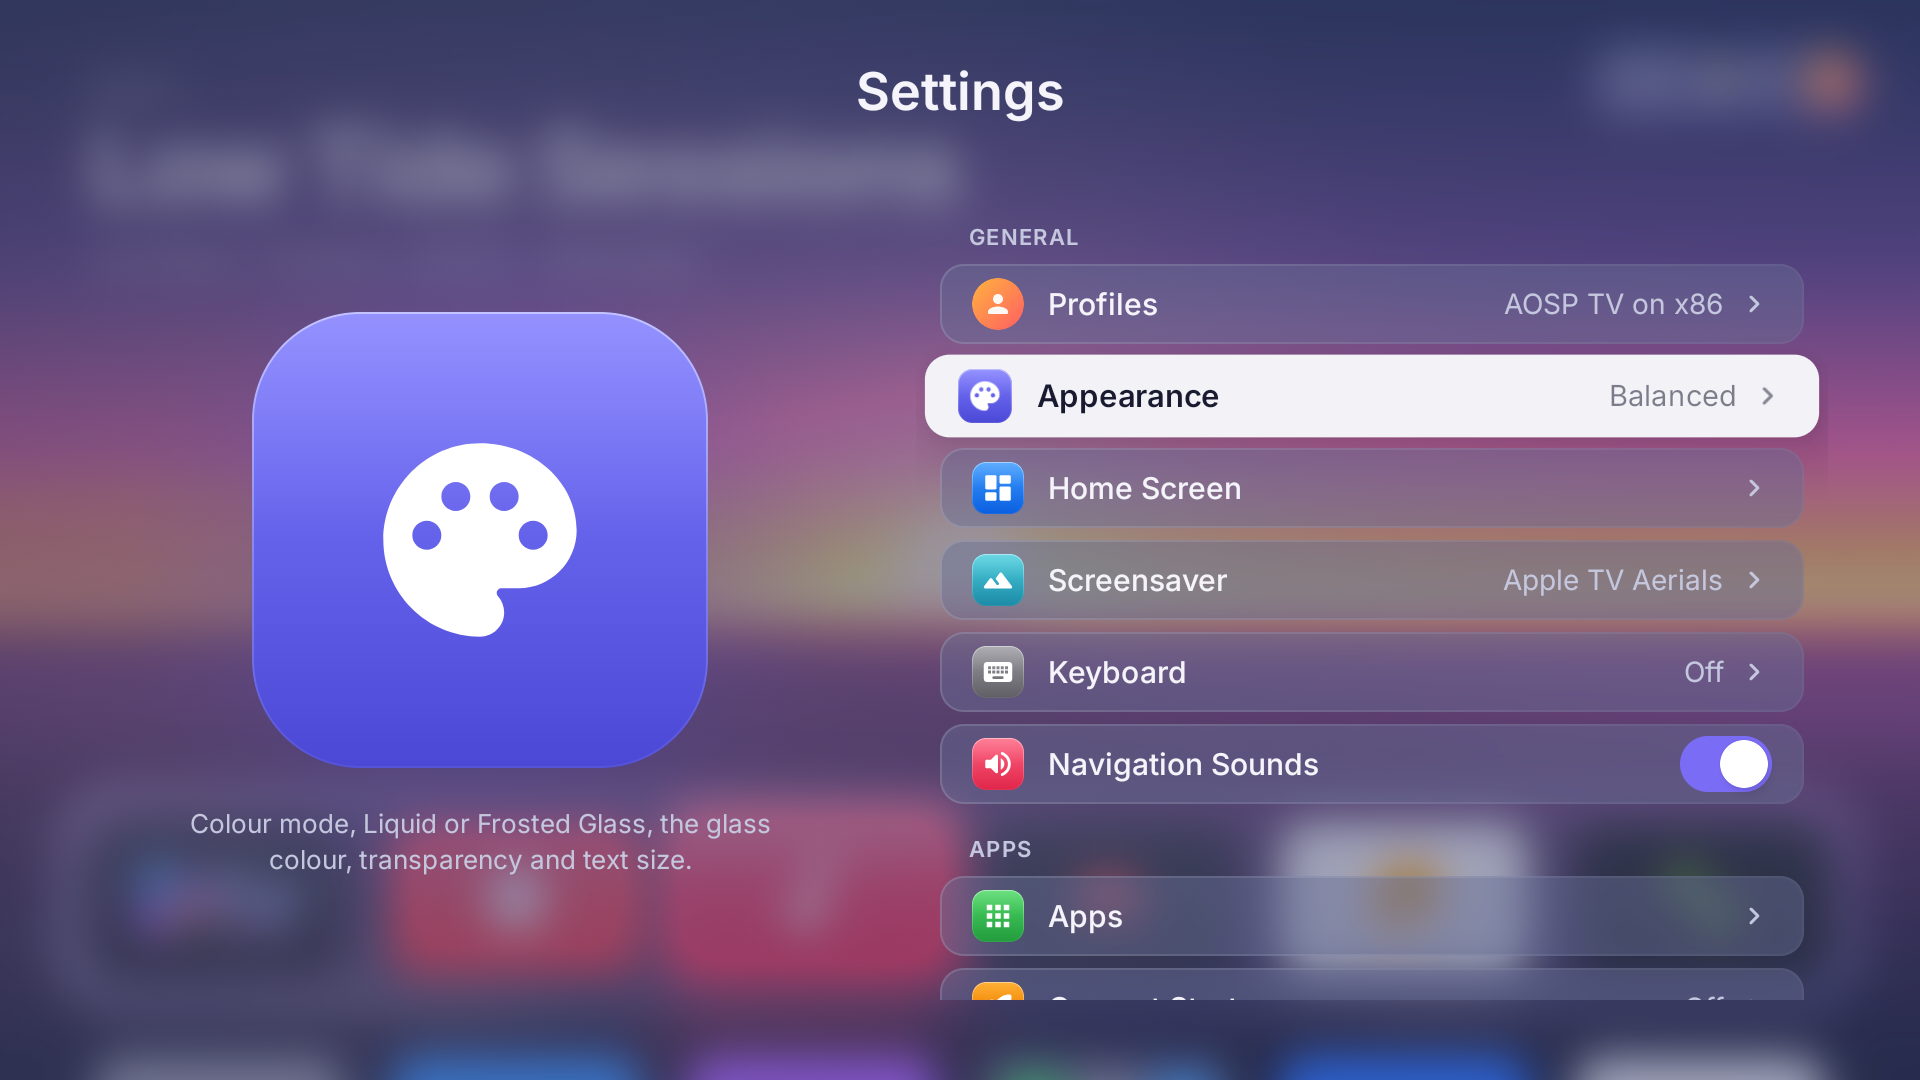 Settings
GENERAL
Profiles
AOSP TV on x86
Appearance
Balanced
Home Screen
Screensaver
Apple TV Aerials
Keyboard
Off
Navigation Sounds
Colour mode, Liquid or Frosted Glass, the glass
colour, transparency and text size.
APPS
Apps